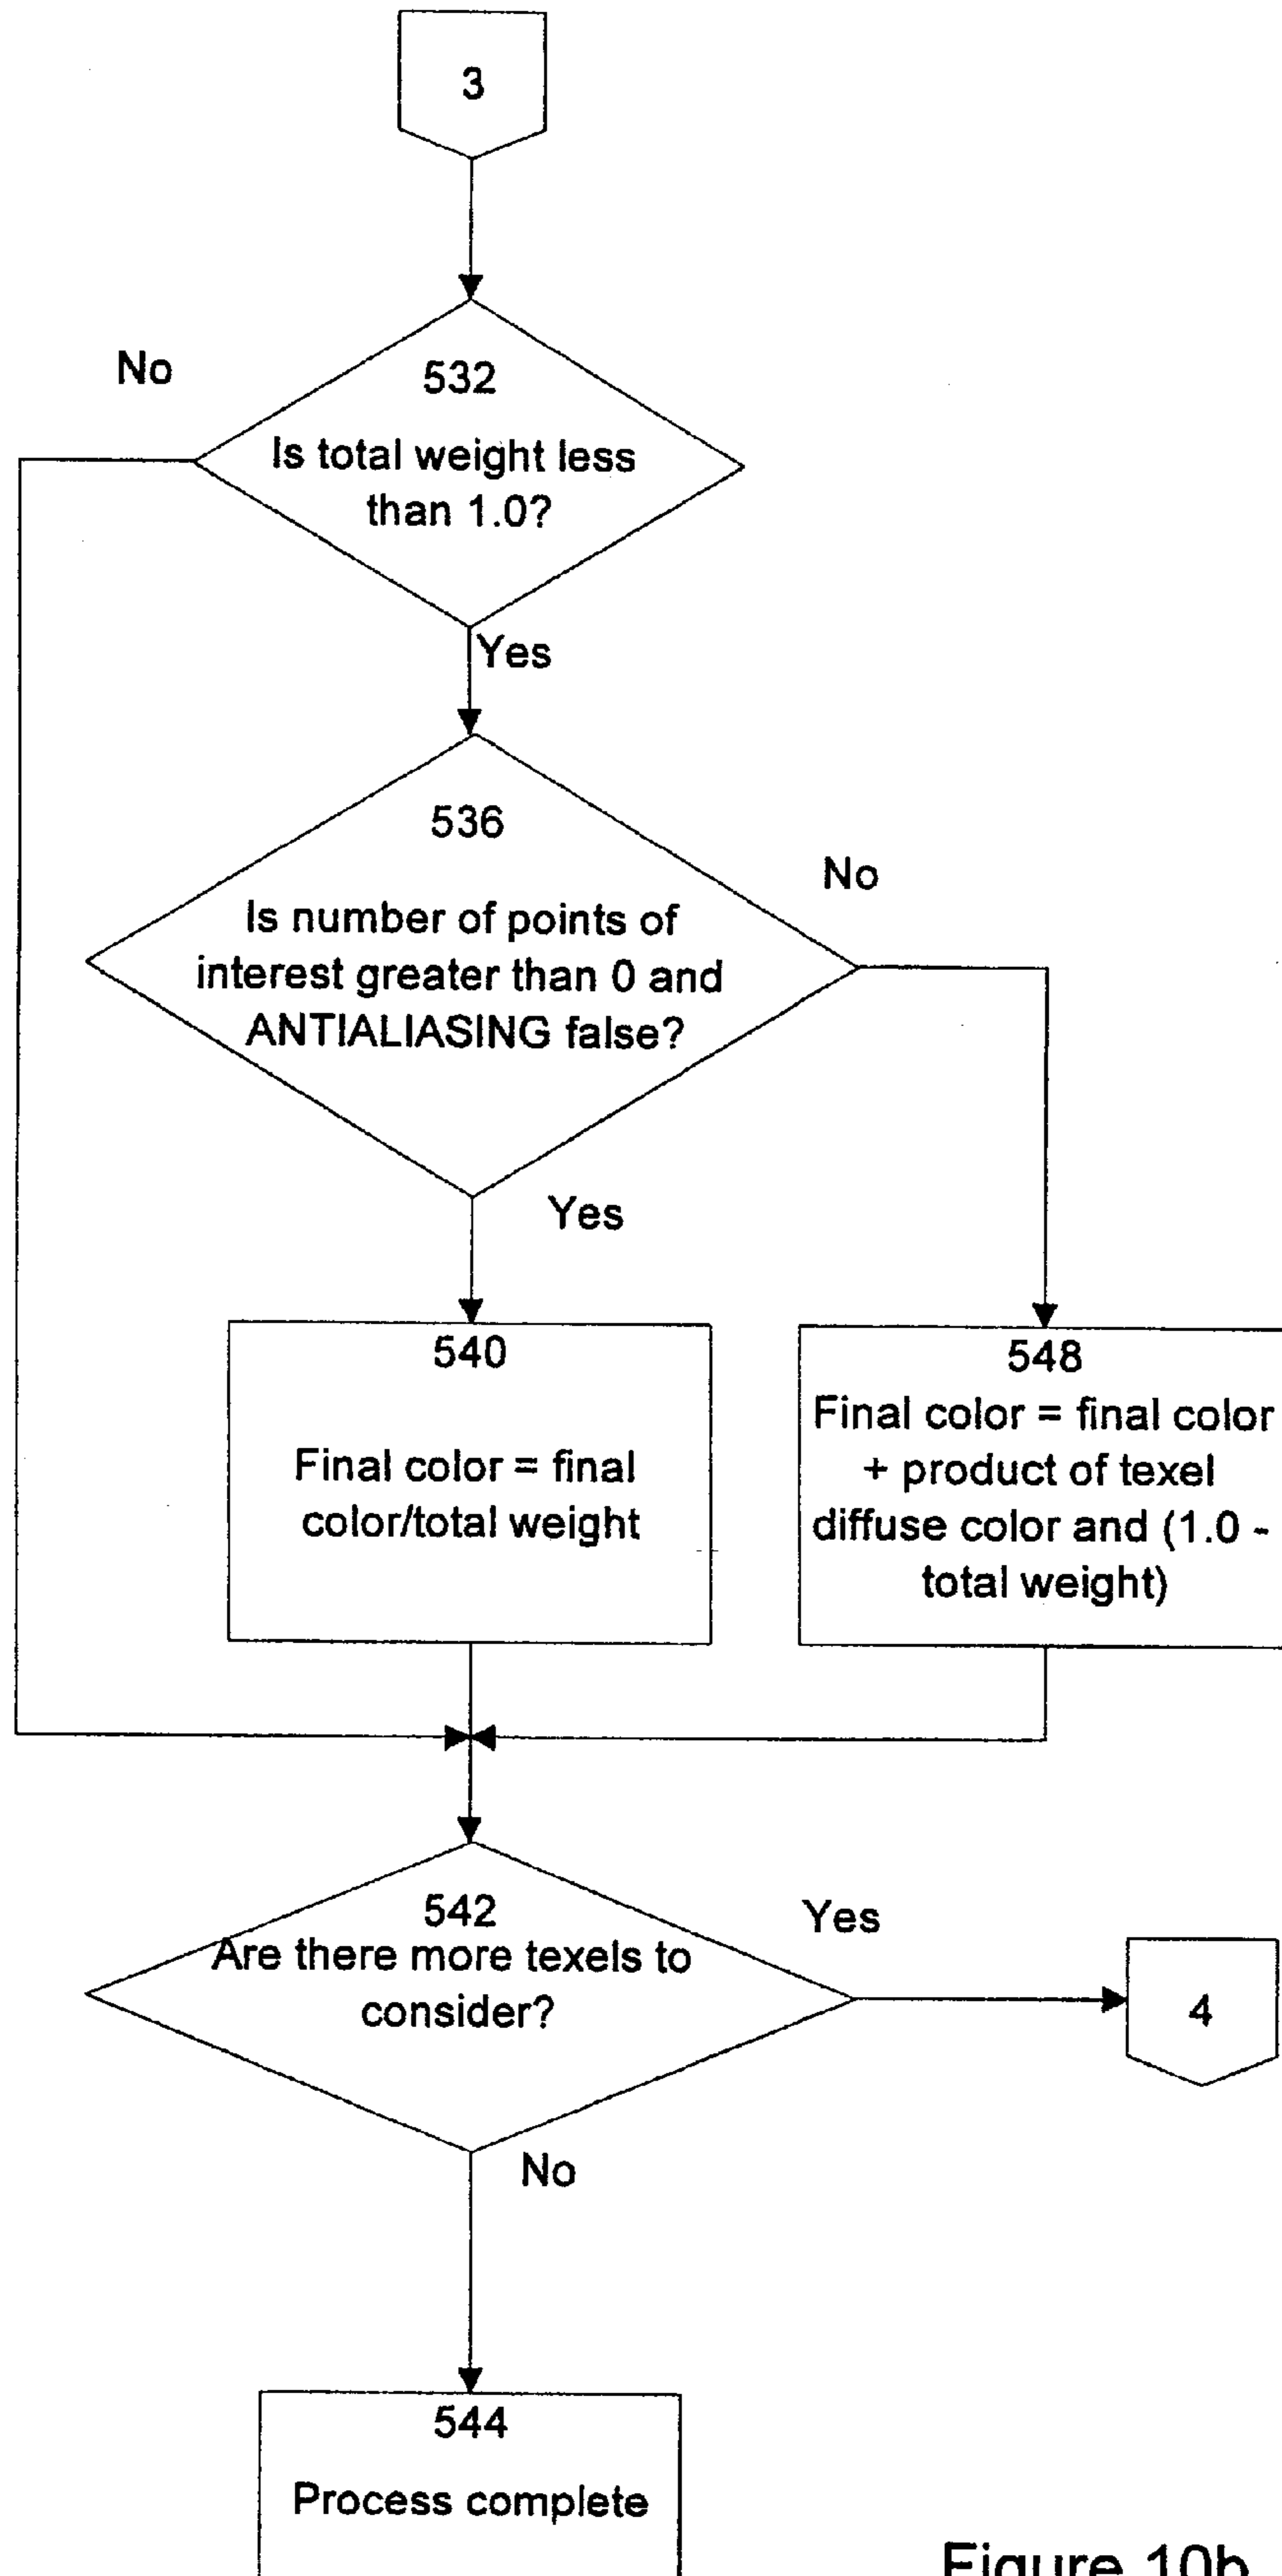 3
No
532
Is total weight less
than 1.0?
Yes
536
No
Is number of points of
interest greater than 0 and
ANTIALIASING false?
Yes
540
Final color = final
color/total weight
548
Final color = final color
+ product of texel
diffuse color and (1.0 -
total weight)
542
Are there more texels to
consider?
Yes
4
No
544
Process complete
Figure 10b